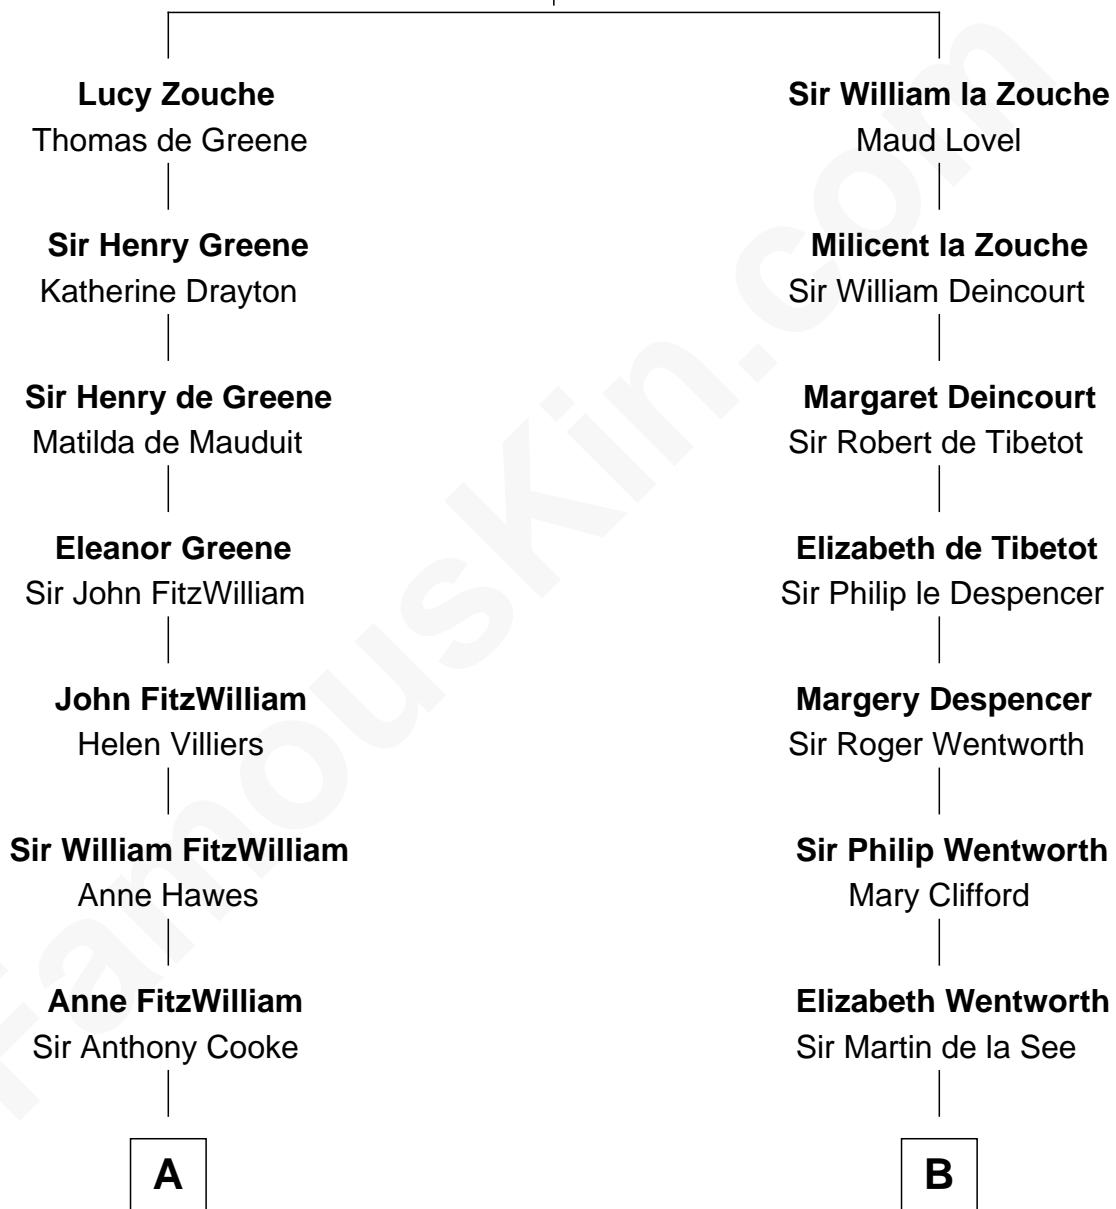 Lucy Zouche
Thomas de Greene
Sir Henry Greene
Katherine Drayton
Sir Henry de Greene
Matilda de Mauduit
Eleanor Greene
Sir John FitzWilliam
John FitzWilliam
Helen Villiers
Sir William FitzWilliam
Anne Hawes
Anne FitzWilliam
Sir Anthony Cooke
A
Sir William la Zouche
Maud Lovel
Milicent la Zouche
Sir William Deincourt
Margaret Deincourt
Sir Robert de Tibetot
Elizabeth de Tibetot
Sir Philip le Despencer
Margery Despencer
Sir Roger Wentworth
Sir Philip Wentworth
Mary Clifford
Elizabeth Wentworth
Sir Martin de la See
B
FamousKin.com